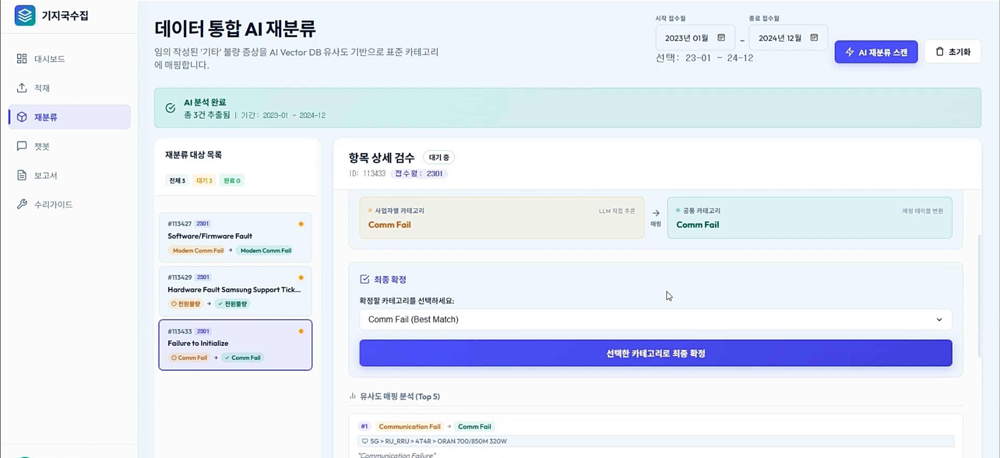 기지국수집
대시보드
적재
재분류
챗봇
보고서
수리가이드
데이터 통합 AI 재분류
임의 작성된 '기타' 불량 증상을 AI Vector DB 유사도 기반으로 표준 카테고리
에 매핑합니다.
시작 접수월
종료 접수월
2023년 01월 ~ 2024년 12월
선택: 23-01 ~ 24-12
AI 재분류 스캔
초기화
AI 분석 완료
총 3건 추출됨 | 기간: 2023-01 ~ 2024-12
재분류 대상 목록
전체 3 대기 3 완료 0
#113427 2301
Software/Firmware Fault
Modem Comm Fail → Modem Comm Fail
#113429 2301
Hardware Fault Samsung Support Tick...
전원불량 → ✓ 전원불량
#113433 2301
Failure to Initialize
Comm Fail → ✓ Comm Fail
항목 상세 검수 대기 중
ID: 113433 접수월: 2301
사업자별 카테고리 LLM 직접 추론
Comm Fail
→
매핑
공통 카테고리 매핑 테이블 변환
Comm Fail
최종 확정
확정할 카테고리를 선택하세요:
Comm Fail (Best Match)
선택한 카테고리로 최종 확정
유사도 매핑 분석 (Top 5)
#1 Communication Fail → Comm Fail
5G > RU_RRU > 4T4R > ORAN 700/850M 320W
"Communication Failure"